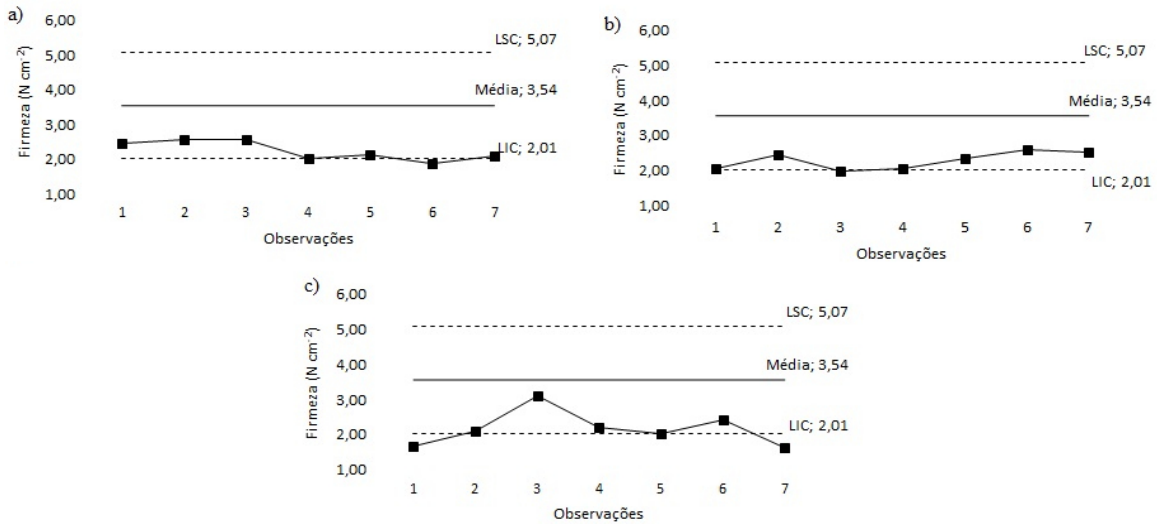 a)
6,00
5,00
4,00
3,00
2,00
1,00
Firmeza (N cm⁻²)
LSC; 5,07
Média; 3,54
LIC; 2,01
1 2 3 4 5 6 7
Observações
b)
6,00
5,00
4,00
3,00
2,00
1,00
Firmeza (N cm⁻²)
LSC; 5,07
Média; 3,54
LIC; 2,01
1 2 3 4 5 6 7
Observações
c)
6,00
5,00
4,00
3,00
2,00
1,00
Firmeza (N cm⁻²)
LSC; 5,07
Média; 3,54
LIC; 2,01
1 2 3 4 5 6 7
Observações